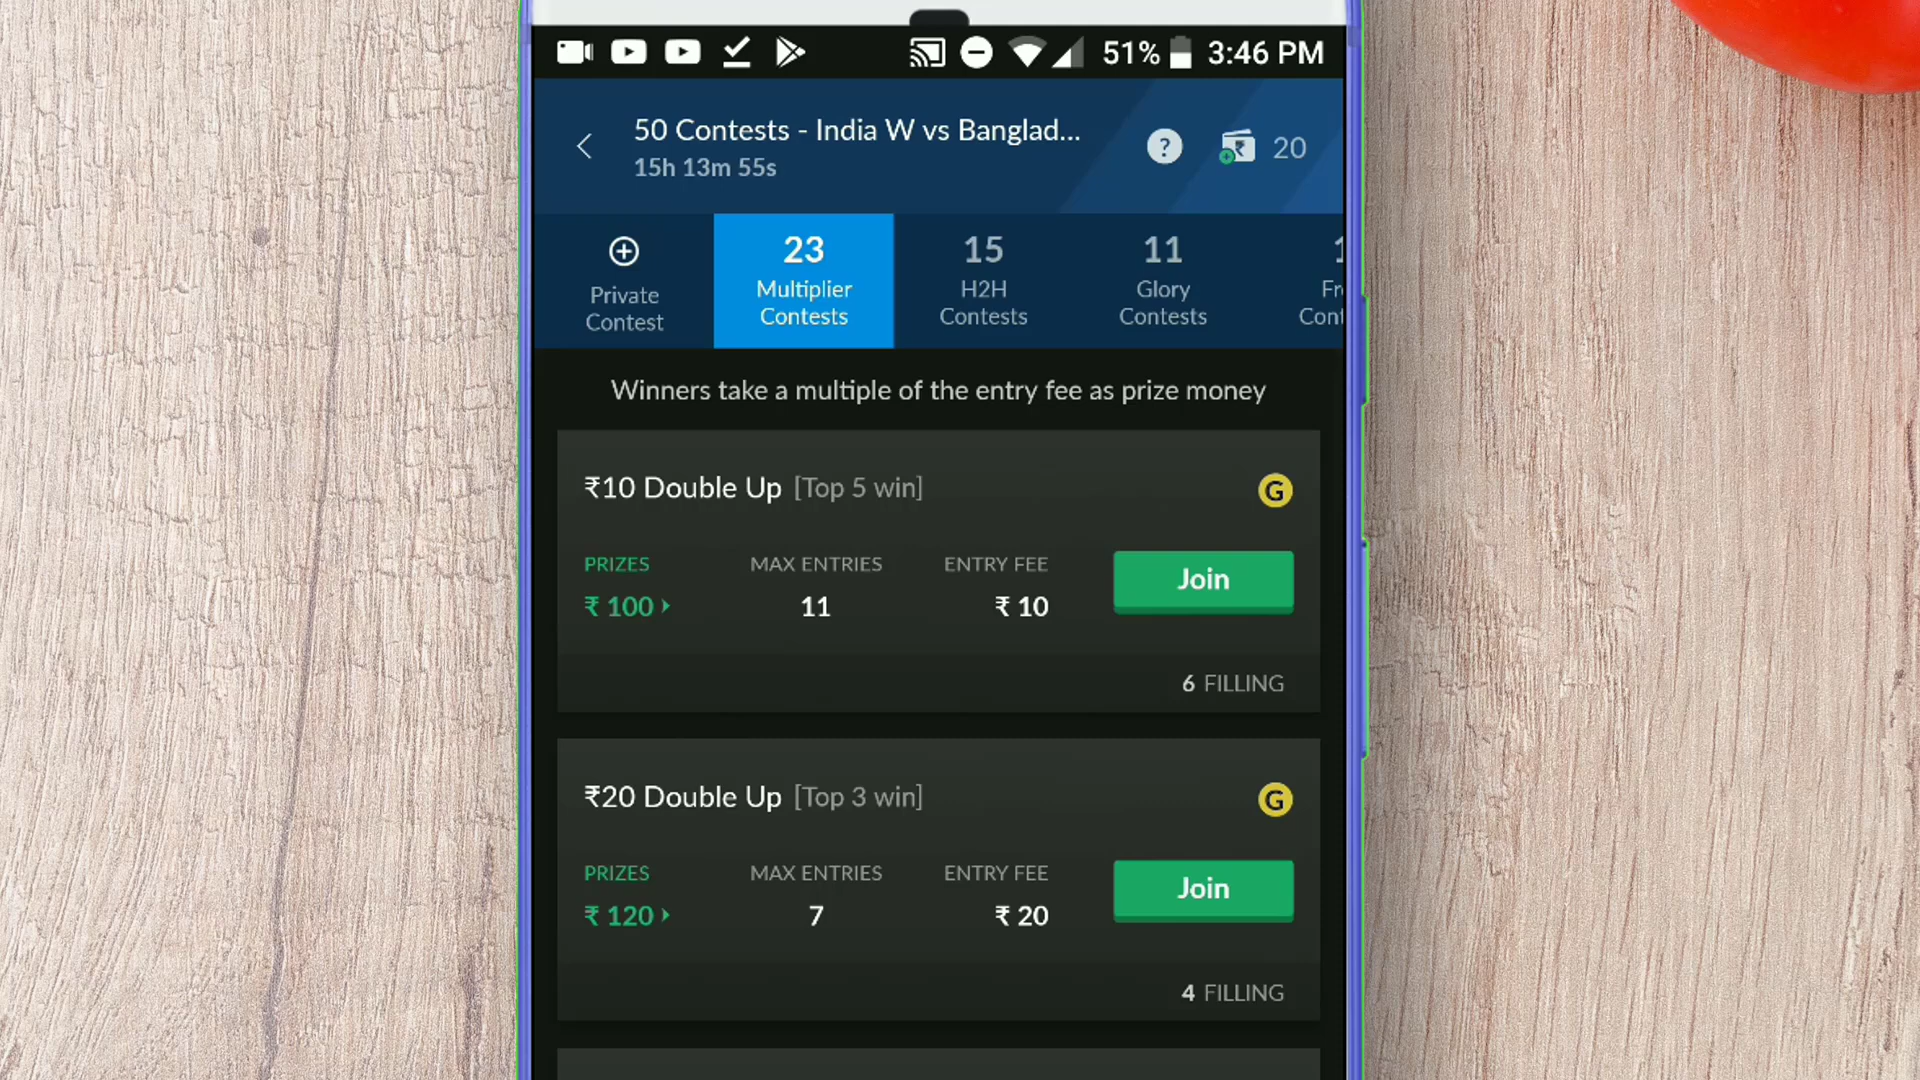 51% 3:46 PM
50 Contests - India W vs Banglad...
15h 13m 55s
? ₹ 20
Private Contest
23 Multiplier Contests
15 H2H Contests
11 Glory Contests
Winners take a multiple of the entry fee as prize money
₹10 Double Up [Top 5 win] G
PRIZES MAX ENTRIES ENTRY FEE
₹ 100 11 ₹ 10
Join
6 FILLING
₹20 Double Up [Top 3 win] G
PRIZES MAX ENTRIES ENTRY FEE
₹ 120 7 ₹ 20
Join
4 FILLING